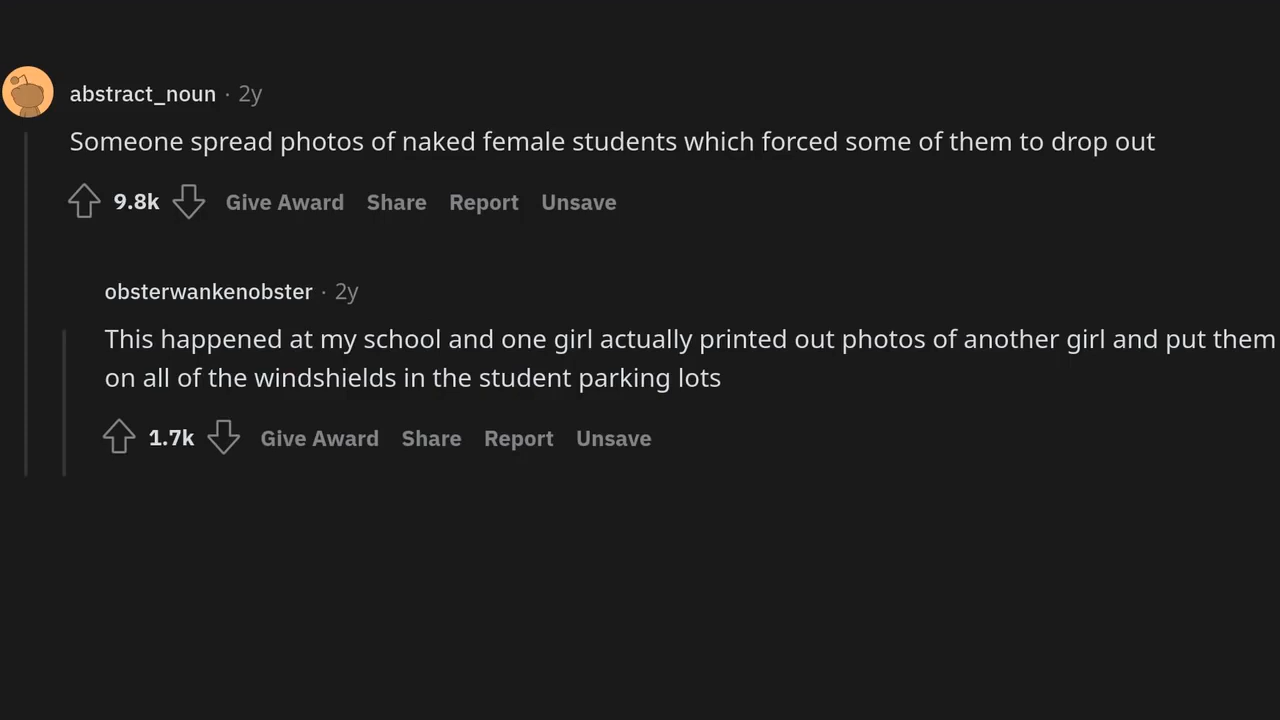 abstract_noun · 2y
Someone spread photos of naked female students which forced some of them to drop out
9.8k Give Award Share Report Unsave
obsterwankenobster · 2y
This happened at my school and one girl actually printed out photos of another girl and put them
on all of the windshields in the student parking lots
1.7k Give Award Share Report Unsave